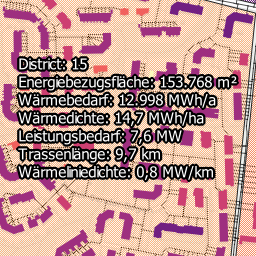 District: 15
Energiebezugsfläche: 153.768 m²
Wärmebedarf: 12.998 MWh/a
Wärmedichte: 14,7 MWh/ha
Leistungsbedarf: 7,6 MW
Trassenlänge: 9,7 km
Wärmeliniedichte: 0,8 MW/km